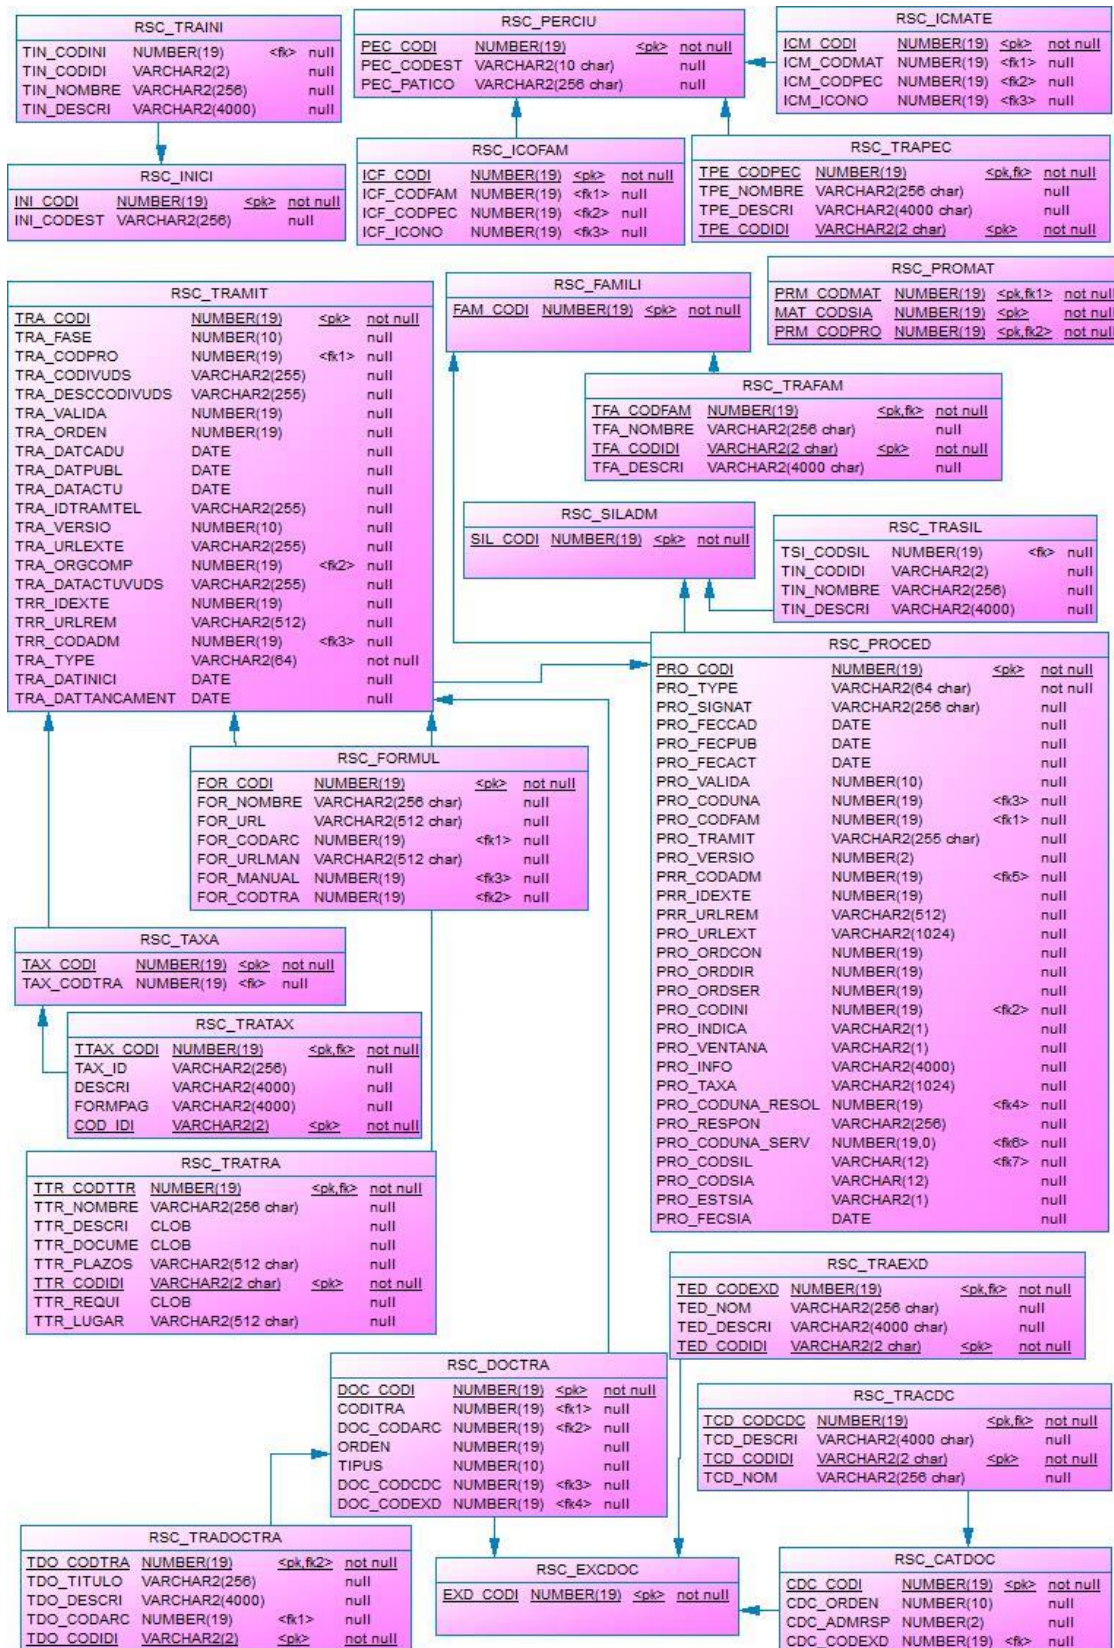 RSC_TRAINI
TIN_CODINI NUMBER(19) <fk> null
TIN_CODIDI VARCHAR2(2) null
TIN_NOMBRE VARCHAR2(256) null
TIN_DESCRI VARCHAR2(4000) null
RSC_PERCIU
PEC_CODI NUMBER(19) <pk> not null
PEC_CODEST VARCHAR2(10 char) null
PEC_PATICO VARCHAR2(256 char) null
RSC_ICMATE
ICM_CODI NUMBER(19) <pk> not null
ICM_CODMAT NUMBER(19) <fk1> null
ICM_CODPEC NUMBER(19) <fk2> null
ICM_ICONO NUMBER(19) <fk3> null
RSC_INICI
INI_CODI NUMBER(19) <pk> not null
INI_CODEST VARCHAR2(256) null
RSC_ICOFAM
ICF_CODI NUMBER(19) <pk> not null
ICF_CODFAM NUMBER(19) <fk1> null
ICF_CODPEC NUMBER(19) <fk2> null
ICF_ICONO NUMBER(19) <fk3> null
RSC_TRAPEC
TPE_CODPEC NUMBER(19) <pk,fk> not null
TPE_NOMBRE VARCHAR2(256 char) null
TPE_DESCRI VARCHAR2(4000 char) null
TPE_CODIDI VARCHAR2(2 char) <pk> not null
RSC_TRAMIT
TRA_CODI NUMBER(19) <pk> not null
TRA_FASE NUMBER(10) null
TRA_CODPRO NUMBER(19) <fk1> null
TRA_CODIVUDS VARCHAR2(255) null
TRA_DESCCODIVUDS VARCHAR2(255) null
TRA_VALIDA NUMBER(19) null
TRA_ORDEN NUMBER(19) null
TRA_DATCADU DATE null
TRA_DATPUBL DATE null
TRA_DATACTU DATE null
TRA_IDTRAMTEL VARCHAR2(255) null
TRA_VERSIO NUMBER(10) null
TRA_URLEXTE VARCHAR2(255) null
TRA_ORGCOMP NUMBER(19) <fk2> null
TRA_DATACTUVUDS VARCHAR2(255) null
TRR_IDEXTE NUMBER(19) null
TRR_URLREM VARCHAR2(512) null
TRR_CODADM NUMBER(19) <fk3> null
TRA_TYPE VARCHAR2(64) not null
TRA_DATINICI DATE null
TRA_DATTANCAMENT DATE null
RSC_FAMILI
FAM_CODI NUMBER(19) <pk> not null
RSC_PROMAT
PRM_CODMAT NUMBER(19) <pk,fk1> not null
MAT_CODSIA NUMBER(19) <pk> not null
PRM_CODPRO NUMBER(19) <pk,fk2> not null
RSC_TRAFAM
TFA_CODFAM NUMBER(19) <pk,fk> not null
TFA_NOMBRE VARCHAR2(256 char) null
TFA_CODIDI VARCHAR2(2 char) <pk> not null
TFA_DESCRI VARCHAR2(4000 char) null
RSC_SILADM
SIL_CODI NUMBER(19) <pk> not null
RSC_TRASIL
TSI_CODSIL NUMBER(19) <fk> null
TIN_CODIDI VARCHAR2(2) null
TIN_NOMBRE VARCHAR2(256) null
TIN_DESCRI VARCHAR2(4000) null
RSC_PROCED
PRO_CODI NUMBER(19) <pk> not null
PRO_TYPE VARCHAR2(64 char) not null
PRO_SIGNAT VARCHAR2(256 char) null
PRO_FECCAD DATE null
PRO_FECPUB DATE null
PRO_FECACT DATE null
PRO_VALIDA NUMBER(10) null
PRO_CODUNA NUMBER(19) <fk3> null
PRO_CODFAM NUMBER(19) <fk1> null
PRO_TRAMIT VARCHAR2(255 char) null
PRO_VERSIO NUMBER(2) null
PRR_CODADM NUMBER(19) <fk5> null
PRR_IDEXTE NUMBER(19) null
PRR_URLREM VARCHAR2(512) null
PRO_URLEXT VARCHAR2(1024) null
PRO_ORDCON NUMBER(19) null
PRO_ORDDIR NUMBER(19) null
PRO_ORDSER NUMBER(19) null
PRO_CODINI NUMBER(19) <fk2> null
PRO_INDICA VARCHAR2(1) null
PRO_VENTANA VARCHAR2(1) null
PRO_INFO VARCHAR2(4000) null
PRO_TAXA VARCHAR2(1024) null
PRO_CODUNA_RESOL NUMBER(19) <fk4> null
PRO_RESPON VARCHAR2(256) null
PRO_CODUNA_SERV NUMBER(19,0) <fk6> null
PRO_CODSIL VARCHAR(12) <fk7> null
PRO_CODSIA VARCHAR(12) null
PRO_ESTSIA VARCHAR2(1) null
PRO_FECSIA DATE null
RSC_FORMUL
FOR_CODI NUMBER(19) <pk> not null
FOR_NOMBRE VARCHAR2(256 char) null
FOR_URL VARCHAR2(512 char) null
FOR_CODARC NUMBER(19) <fk1> null
FOR_URLMAN VARCHAR2(512 char) null
FOR_MANUAL NUMBER(19) <fk3> null
FOR_CODTRA NUMBER(19) <fk2> null
RSC_TAXA
TAX_CODI NUMBER(19) <pk> not null
TAX_CODTRA NUMBER(19) <fk> null
RSC_TRATAX
TTAX_CODI NUMBER(19) <pk,fk> not null
TAX_ID VARCHAR2(256) null
DESCRI VARCHAR2(4000) null
FORMPAG VARCHAR2(4000) null
COD_IDI VARCHAR2(2) <pk> not null
RSC_TRATRA
TTR_CODTTR NUMBER(19) <pk,fk> not null
TTR_NOMBRE VARCHAR2(256 char) null
TTR_DESCRI CLOB null
TTR_DOCUME CLOB null
TTR_PLAZOS VARCHAR2(512 char) null
TTR_CODIDI VARCHAR2(2 char) <pk> not null
TTR_REQUI CLOB null
TTR_LUGAR VARCHAR2(512 char) null
RSC_TRAEXD
TED_CODEXD NUMBER(19) <pk,fk> not null
TED_NOM VARCHAR2(256 char) null
TED_DESCRI VARCHAR2(4000 char) null
TED_CODIDI VARCHAR2(2 char) <pk> not null
RSC_DOCTRA
DOC_CODI NUMBER(19) <pk> not null
CODITRA NUMBER(19) <fk1> null
DOC_CODARC NUMBER(19) <fk2> null
ORDEN NUMBER(19) null
TIPUS NUMBER(10) null
DOC_CODCDC NUMBER(19) <fk3> null
DOC_CODEXD NUMBER(19) <fk4> null
RSC_TRACDC
TCD_CODCDC NUMBER(19) <pk,fk> not null
TCD_DESCRI VARCHAR2(4000 char) null
TCD_CODIDI VARCHAR2(2 char) <pk> not null
TCD_NOM VARCHAR2(256 char) null
RSC_TRADOCTRA
TDO_CODTRA NUMBER(19) <pk,fk2> not null
TDO_TITULO VARCHAR2(256) null
TDO_DESCRI VARCHAR2(4000) null
TDO_CODARC NUMBER(19) <fk1> null
TDO_CODIDI VARCHAR2(2) <pk> not null
RSC_EXCDOC
EXD_CODI NUMBER(19) <pk> not null
RSC_CATDOC
CDC_CODI NUMBER(19) <pk> not null
CDC_ORDEN NUMBER(10) null
CDC_ADMRSP NUMBER(2) null
CDC_CODEXD NUMBER(19) <fk> null